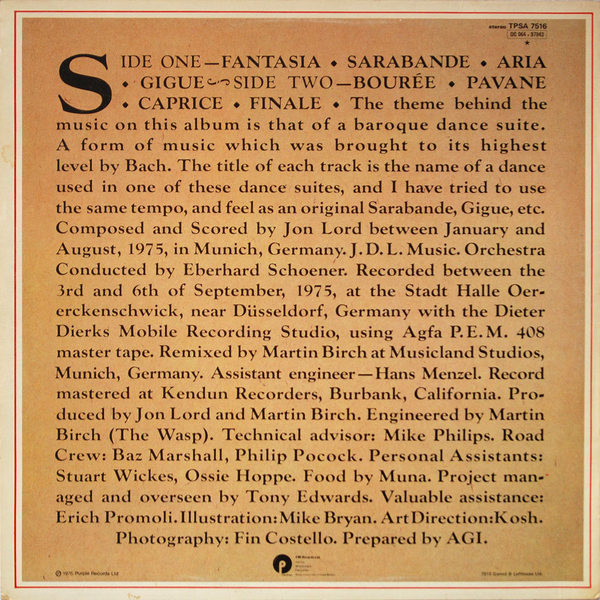 stereo TPSA 7516
SIDE ONE—FANTASIA ◆ SARABANDE ◆ ARIA
◆ GIGUE SIDE TWO—BOURÉE ◆ PAVANE
◆ CAPRICE ◆ FINALE ◆ The theme behind the
music on this album is that of a baroque dance suite.
A form of music which was brought to its highest
level by Bach. The title of each track is the name of a dance
used in one of these dance suites, and I have tried to use
the same tempo, and feel as an original Sarabande, Gigue, etc.
Composed and Scored by Jon Lord between January and
August, 1975, in Munich, Germany. J.D.L. Music. Orchestra
Conducted by Eberhard Schoener. Recorded between the
3rd and 6th of September, 1975, at the Stadt Halle Oer-
erckenschwick, near Düsseldorf, Germany with the Dieter
Dierks Mobile Recording Studio, using Agfa P.E.M. 408
master tape. Remixed by Martin Birch at Musicland Studios,
Munich, Germany. Assistant engineer—Hans Menzel. Record
mastered at Kendun Recorders, Burbank, California. Pro-
duced by Jon Lord and Martin Birch. Engineered by Martin
Birch (The Wasp). Technical advisor: Mike Philips. Road
Crew: Baz Marshall, Philip Pocock. Personal Assistants:
Stuart Wickes, Ossie Hoppe. Food by Muna. Project man-
aged and overseen by Tony Edwards. Valuable assistance:
Erich Promoli. Illustration: Mike Bryan. Art Direction: Kosh.
Photography: Fin Costello. Prepared by AGI.
Purple Records Ltd